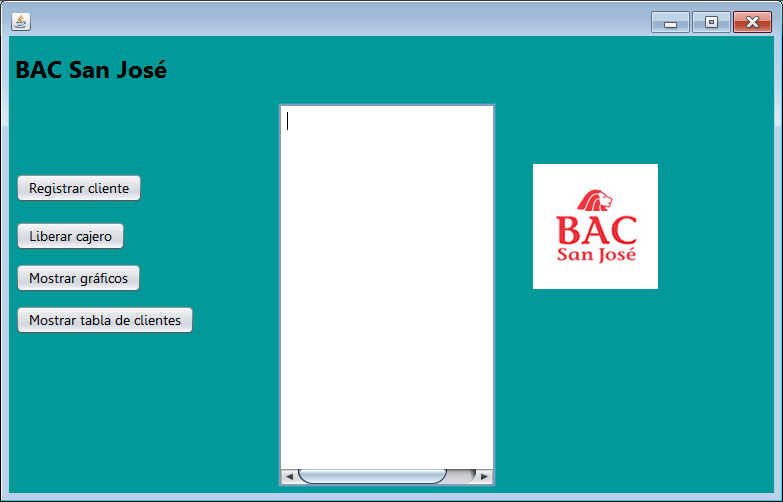 BAC San José
Registrar cliente
Liberar cajero
Mostrar gráficos
Mostrar tabla de clientes
BAC
San José